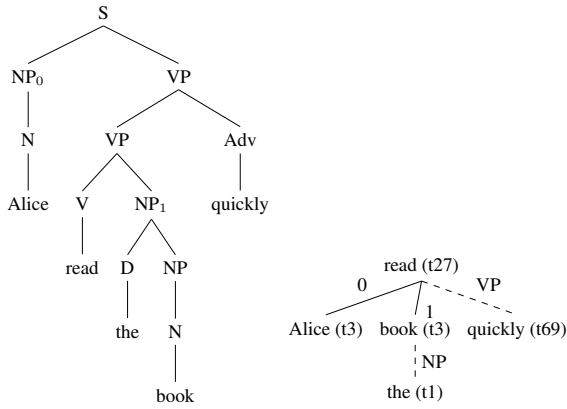 S
NP₀ VP
N VP Adv
Alice V NP₁ quickly
read D NP
the N
book
read (t27)
0 VP
1
Alice (t3) book (t3) quickly (t69)
NP
the (t1)